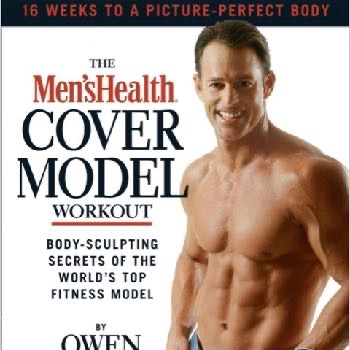 16 WEEKS TO A PICTURE-PERFECT BODY
THE
Men'sHealth®
COVER
MODEL
WORKOUT
BODY-SCULPTING
SECRETS OF THE
WORLD'S TOP
FITNESS MODEL
BY
OWEN